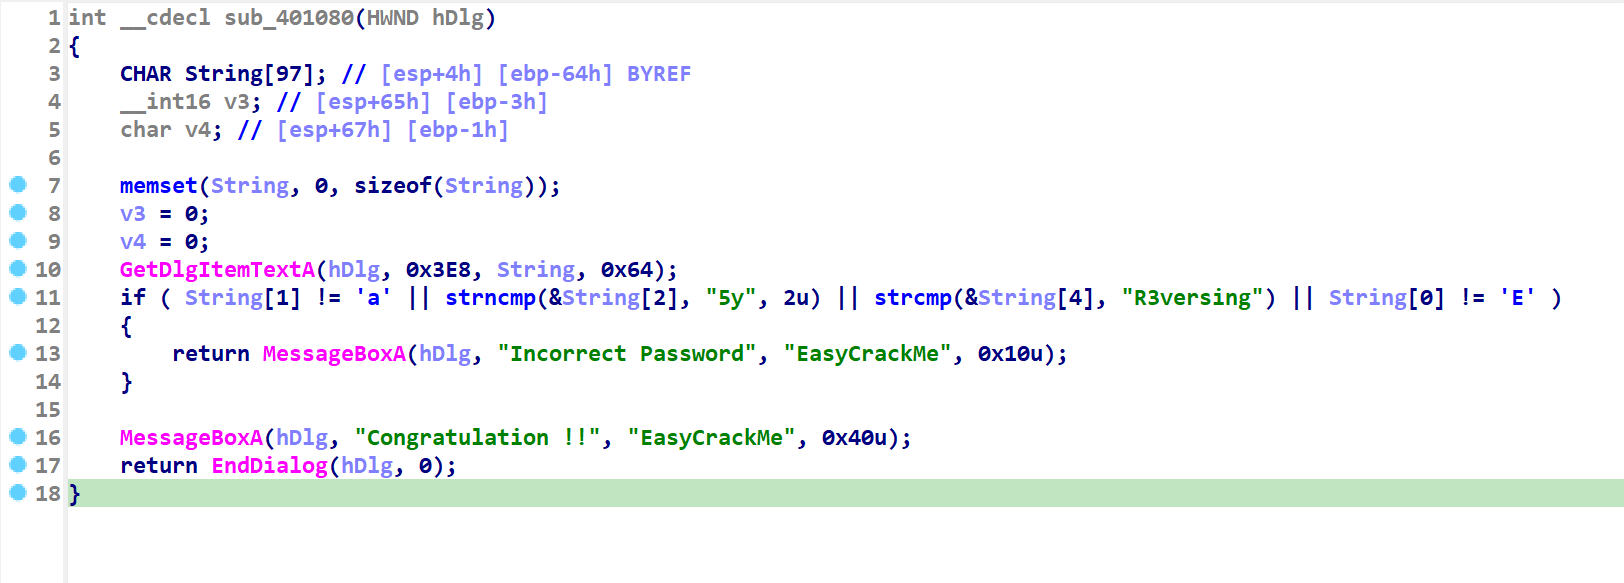 1 int __cdecl sub_401080(HWND hDlg)
2 {
3 CHAR String[97]; // [esp+4h] [ebp-64h] BYREF
4 __int16 v3; // [esp+65h] [ebp-3h]
5 char v4; // [esp+67h] [ebp-1h]
6
7 memset(String, 0, sizeof(String));
8 v3 = 0;
9 v4 = 0;
10 GetDlgItemTextA(hDlg, 0x3E8, String, 0x64);
11 if ( String[1] != 'a' || strncmp(&String[2], "5y", 2u) || strcmp(&String[4], "R3versing") || String[0] != 'E' )
12 {
13 return MessageBoxA(hDlg, "Incorrect Password", "EasyCrackMe", 0x10u);
14 }
15
16 MessageBoxA(hDlg, "Congratulation !!", "EasyCrackMe", 0x40u);
17 return EndDialog(hDlg, 0);
18 }